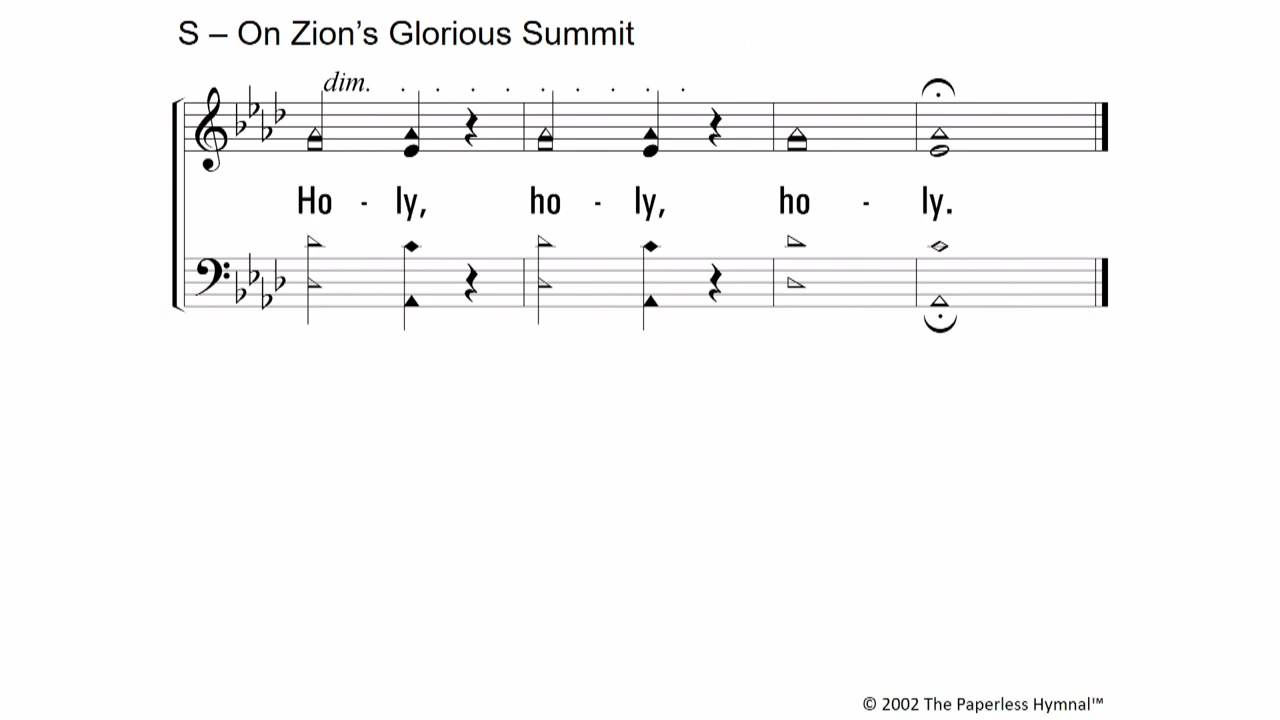 S – On Zion’s Glorious Summit
dim. . . . . . . . . .
Ho - ly, ho - ly, ho - ly.
© 2002 The Paperless Hymnal™